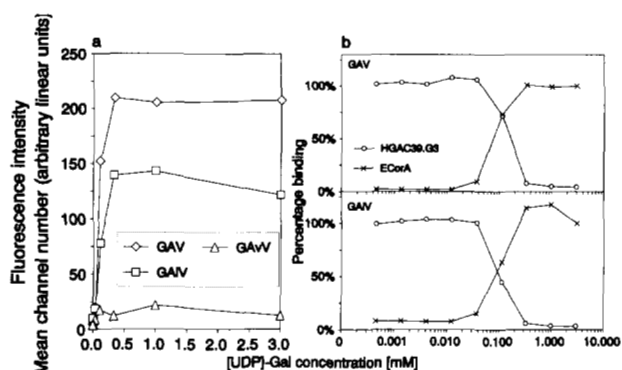 a
Fluorescence intensity
Mean channel number (arbitrary linear units)
250
200
150
100
50
0
GAV
GAvV
GAIV
0.0 0.5 1.0 1.5 2.0 2.5 3.0
b
Percentage binding
GAV
100%
50%
0%
HGAC39.G3
ECorA
GAIV
100%
50%
0%
0.001 0.010 0.100 1.000 10.000
[UDP]-Gal concentration [mM]